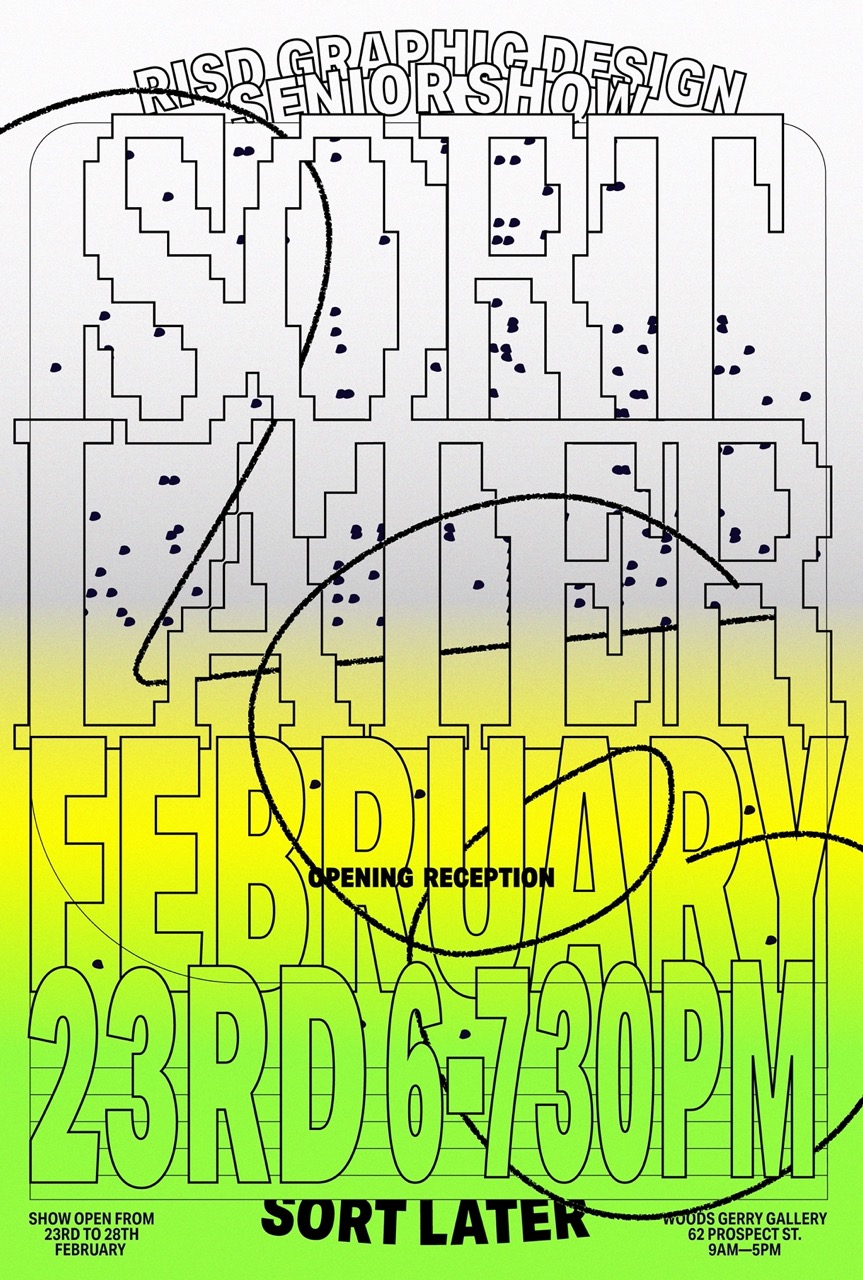 RISD GRAPHIC DESIGN
SENIOR SHOW
SORT
LATER
FEBRUARY
OPENING RECEPTION
23RD 6-730PM
SORT LATER
SHOW OPEN FROM
23RD TO 28TH
FEBRUARY
WOODS GERRY GALLERY
62 PROSPECT ST.
9AM—5PM